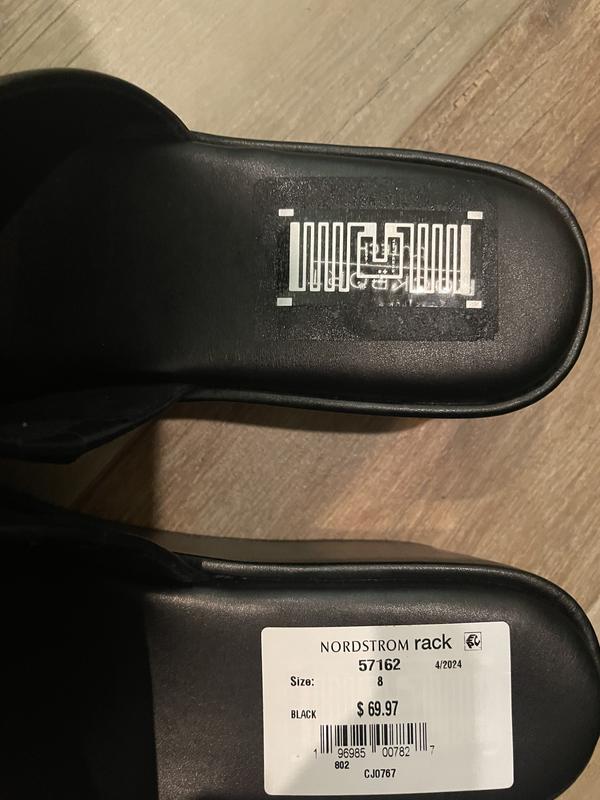 NORDSTROM rack
57162 4/2024
Size: 8
BLACK $ 69.97
1 96985 00782 7
802
CJ0767